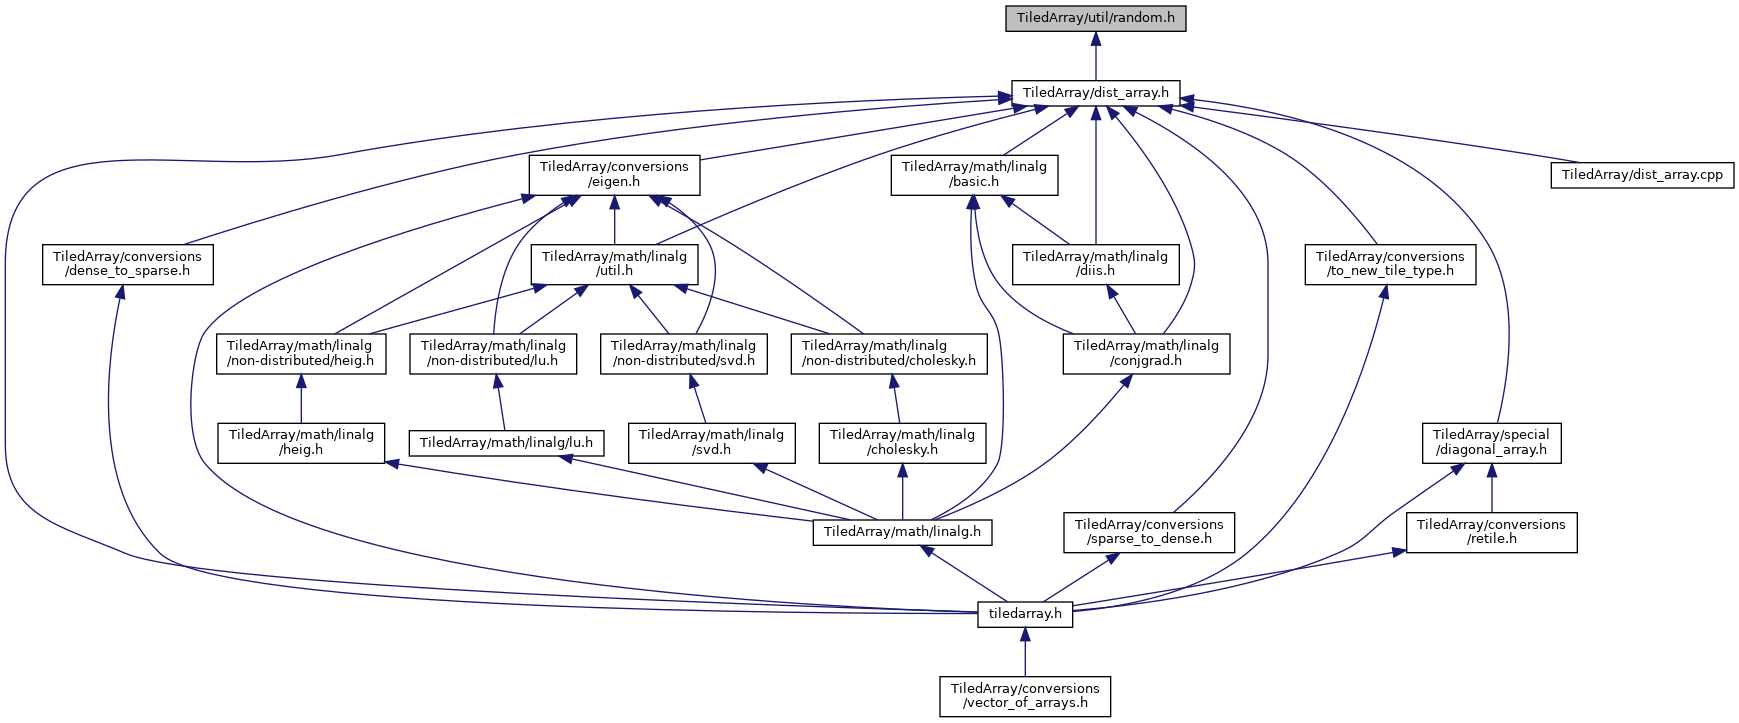 TiledArray/util/random.h
TiledArray/dist_array.h
TiledArray/conversions
/eigen.h
TiledArray/math/linalg
/basic.h
TiledArray/dist_array.cpp
TiledArray/conversions
/dense_to_sparse.h
TiledArray/math/linalg
/util.h
TiledArray/math/linalg
/diis.h
TiledArray/conversions
/to_new_tile_type.h
TiledArray/math/linalg
/non-distributed/heig.h
TiledArray/math/linalg
/non-distributed/lu.h
TiledArray/math/linalg
/non-distributed/svd.h
TiledArray/math/linalg
/non-distributed/cholesky.h
TiledArray/math/linalg
/conjgrad.h
TiledArray/math/linalg
/heig.h
TiledArray/math/linalg/lu.h
TiledArray/math/linalg
/svd.h
TiledArray/math/linalg
/cholesky.h
TiledArray/special
/diagonal_array.h
TiledArray/math/linalg.h
TiledArray/conversions
/sparse_to_dense.h
TiledArray/conversions
/retile.h
tiledarray.h
TiledArray/conversions
/vector_of_arrays.h